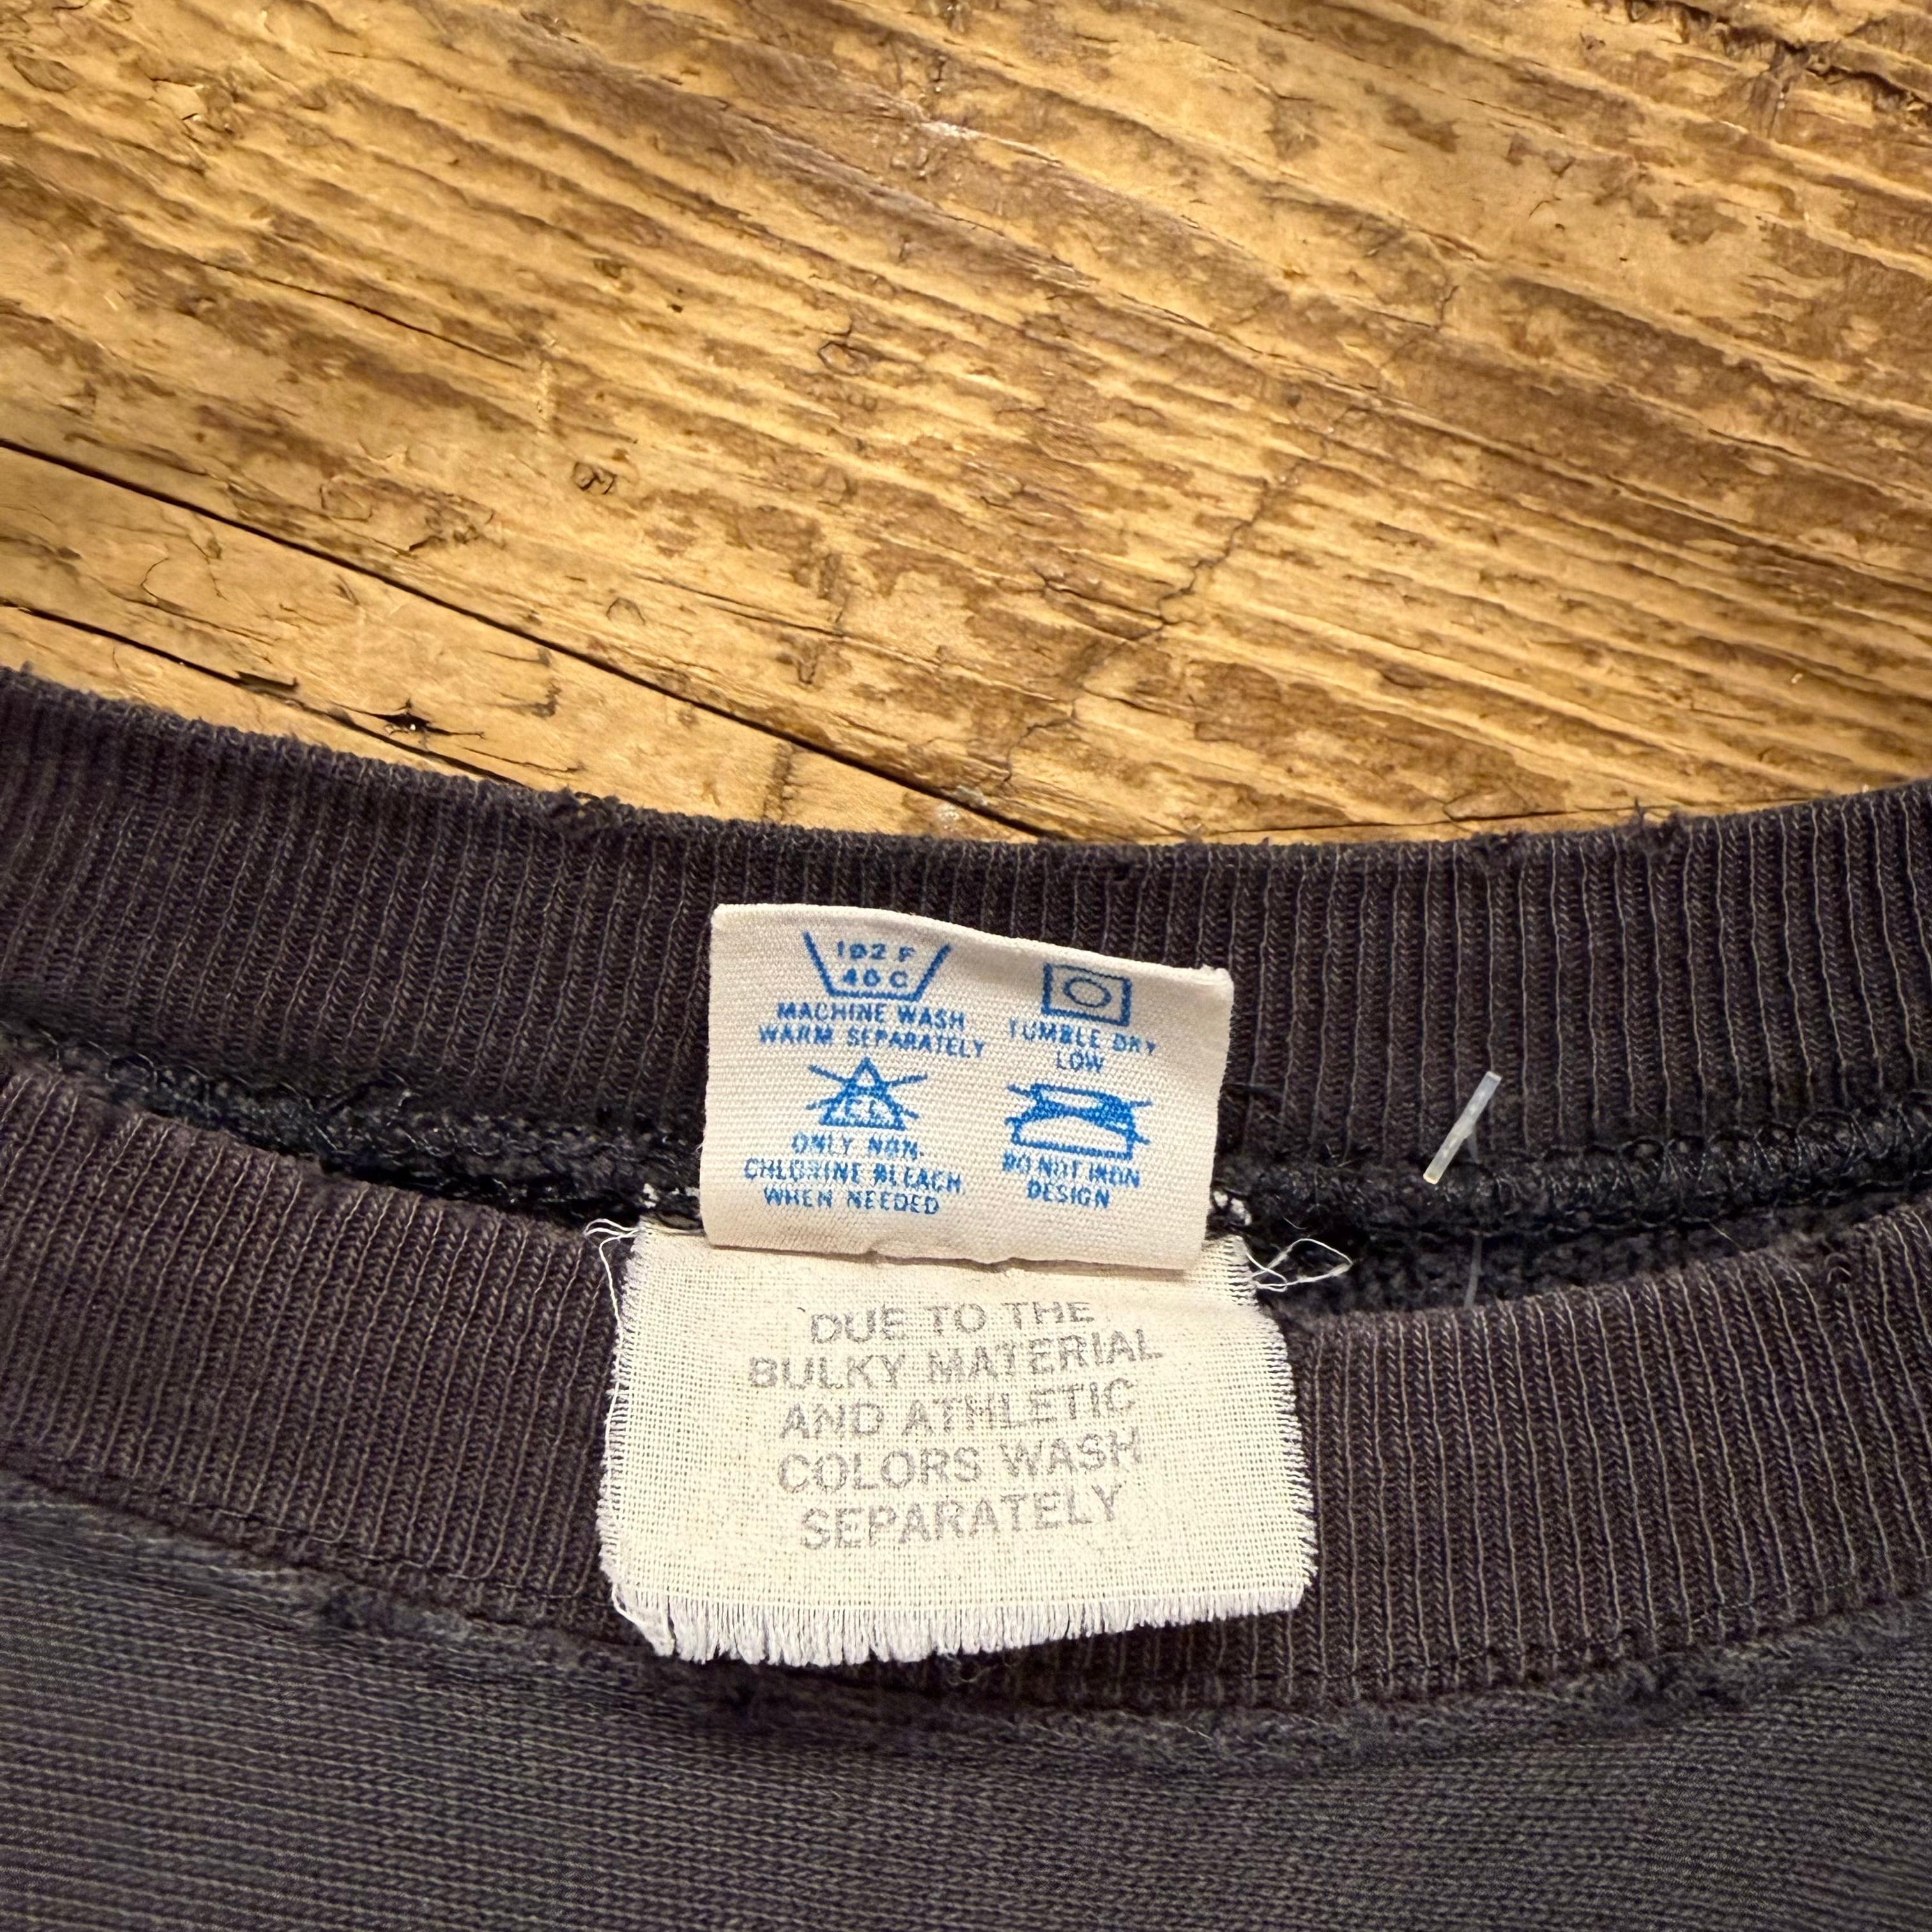 102 F
40 C
MACHINE WASH
WARM SEPARATELY
TUMBLE DRY
LOW
CL
ONLY NON.
CHLORINE BLEACH
WHEN NEEDED
DO NOT IRON
DESIGN
DUE TO THE
BULKY MATERIAL
AND ATHLETIC
COLORS WASH
SEPARATELY